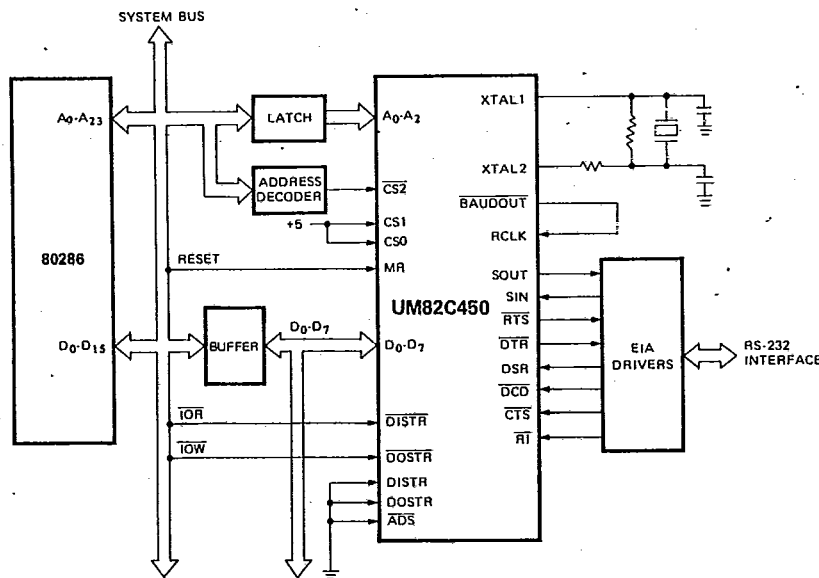 SYSTEM BUS
A0-A23
LATCH
A0-A2
XTAL1
XTAL2
ADDRESS
DECODER
CS2
BAUDOUT
+5
CS1
CS0
RCLK
80286
RESET
MR
UM82C450
SOUT
SIN
RTS
DTR
DSR
DCD
CTS
RI
EIA
DRIVERS
RS-232
INTERFACE
D0-D15
BUFFER
D0-D7
D0-D7
IOR
DISTR
IOW
DOSTR
DISTR
DOSTR
ADS